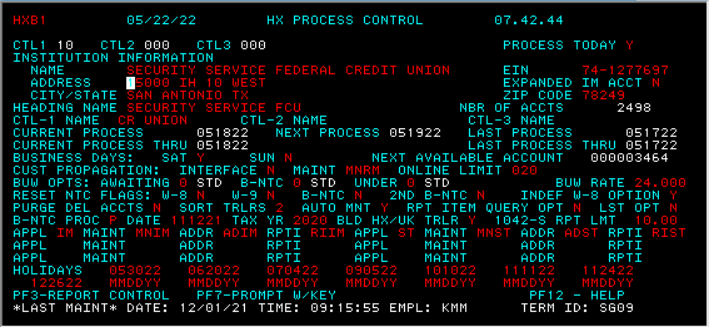 HXB1 05/22/22 HX PROCESS CONTROL 07.42.44
CTL1 10 CTL2 000 CTL3 000 PROCESS TODAY Y
INSTITUTION INFORMATION
NAME SECURITY SERVICE FEDERAL CREDIT UNION EIN 74-1277697
ADDRESS 15000 IH 10 WEST EXPANDED IM ACCT N
CITY/STATE SAN ANTONIO TX ZIP CODE 78249
HEADING NAME SECURITY SERVICE FCU NBR OF ACCTS 2498
CTL-1 NAME CR UNION CTL-2 NAME CTL-3 NAME
CURRENT PROCESS 051822 NEXT PROCESS 051922 LAST PROCESS 051722
CURRENT PROCESS THRU 051822 LAST PROCESS THRU 051722
BUSINESS DAYS: SAT Y SUN N NEXT AVAILABLE ACCOUNT 000003464
CUST PROPAGATION: INTERFACE N MAINT MNRM ONLINE LIMIT 020
BUW OPTS: AWAITING 0 STD B-NTC 0 STD UNDER 0 STD BUW RATE 24.000
RESET NTC FLAGS: W-8 N W-9 N B-NTC N 2ND B-NTC N INDEF W-8 OPTION Y
PURGE DEL ACCTS N SORT TRLRS 2 AUTO MNT Y RPT ITEM QUERY OPT N LST OPT N
B-NTC PROC P DATE 111221 TAX YR 2020 BLD HX/UK TRLR Y 1042-S RPT LMT 10.00
APPL IM MAINT MNIM ADDR ADIM RPTI RIIM APPL ST MAINT MNST ADDR ADST RPTI RIST
APPL MAINT ADDR RPTI APPL MAINT ADDR RPTI
APPL MAINT ADDR RPTI APPL MAINT ADDR RPTI
HOLIDAYS 053022 062022 070422 090522 101022 111122 112422
122622 MMDDYY MMDDYY MMDDYY MMDDYY MMDDYY MMDDYY MMDDYY
PF3-REPORT CONTROL PF7-PROMPT W/KEY PF12 - HELP
*LAST MAINT* DATE: 12/01/21 TIME: 09:15:55 EMPL: KMM TERM ID: SG09